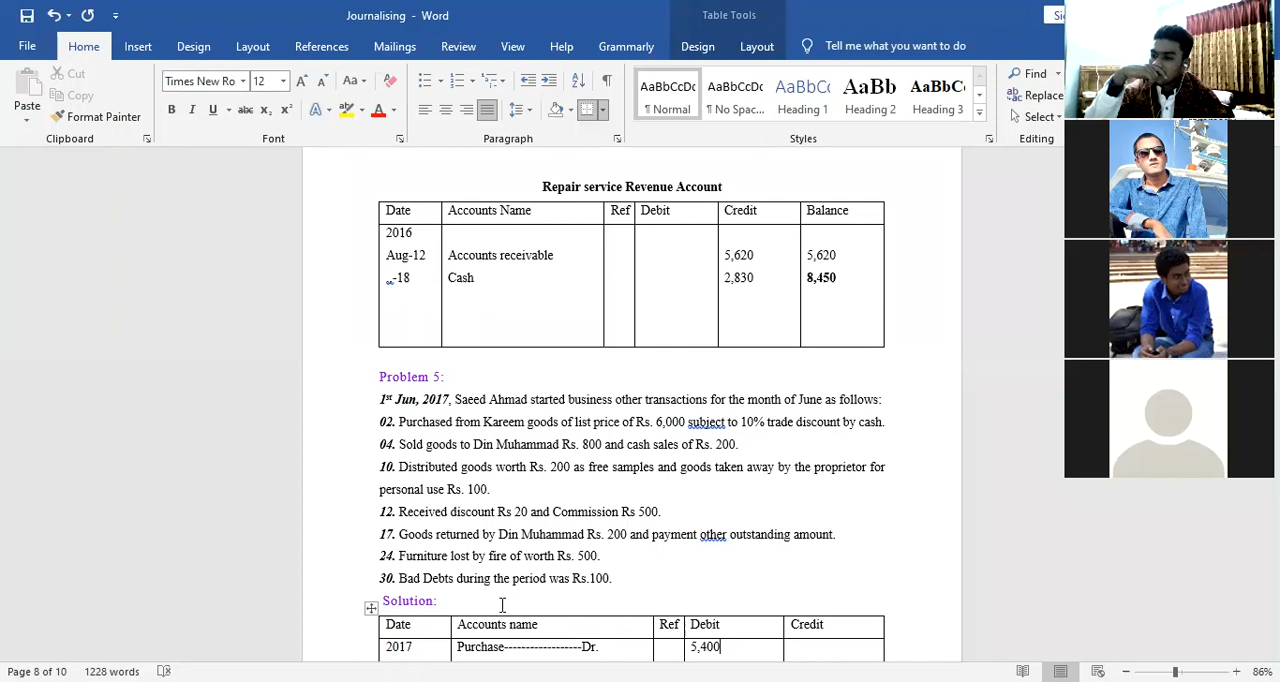 Journalising - Word
Table Tools
File Home Insert Design Layout References Mailings Review View Help Grammarly Design Layout Tell me what you want to do
Paste Cut Copy Format Painter
Times New Ro 12 Aa
B I U abc x₂ x² A A
AaBbCcDc AaBbCcDc AaBbCc AaBb AaBbCc
¶ Normal ¶ No Spac... Heading 1 Heading 2 Heading 3
Find Replace Select
Clipboard Font Paragraph Styles Editing
Repair service Revenue Account
Date Accounts Name Ref Debit Credit Balance
2016
Aug-12 Accounts receivable 5,620 5,620
-18 Cash 2,830 8,450
Problem 5:
1st Jun, 2017, Saeed Ahmad started business other transactions for the month of June as follows:
02. Purchased from Kareem goods of list price of Rs. 6,000 subject to 10% trade discount by cash.
04. Sold goods to Din Muhammad Rs. 800 and cash sales of Rs. 200.
10. Distributed goods worth Rs. 200 as free samples and goods taken away by the proprietor for
personal use Rs. 100.
12. Received discount Rs 20 and Commission Rs 500.
17. Goods returned by Din Muhammad Rs. 200 and payment other outstanding amount.
24. Furniture lost by fire of worth Rs. 500.
30. Bad Debts during the period was Rs.100.
Solution:
Date Accounts name Ref Debit Credit
2017 Purchase------------------Dr. 5,400
Page 8 of 10 1228 words 86%